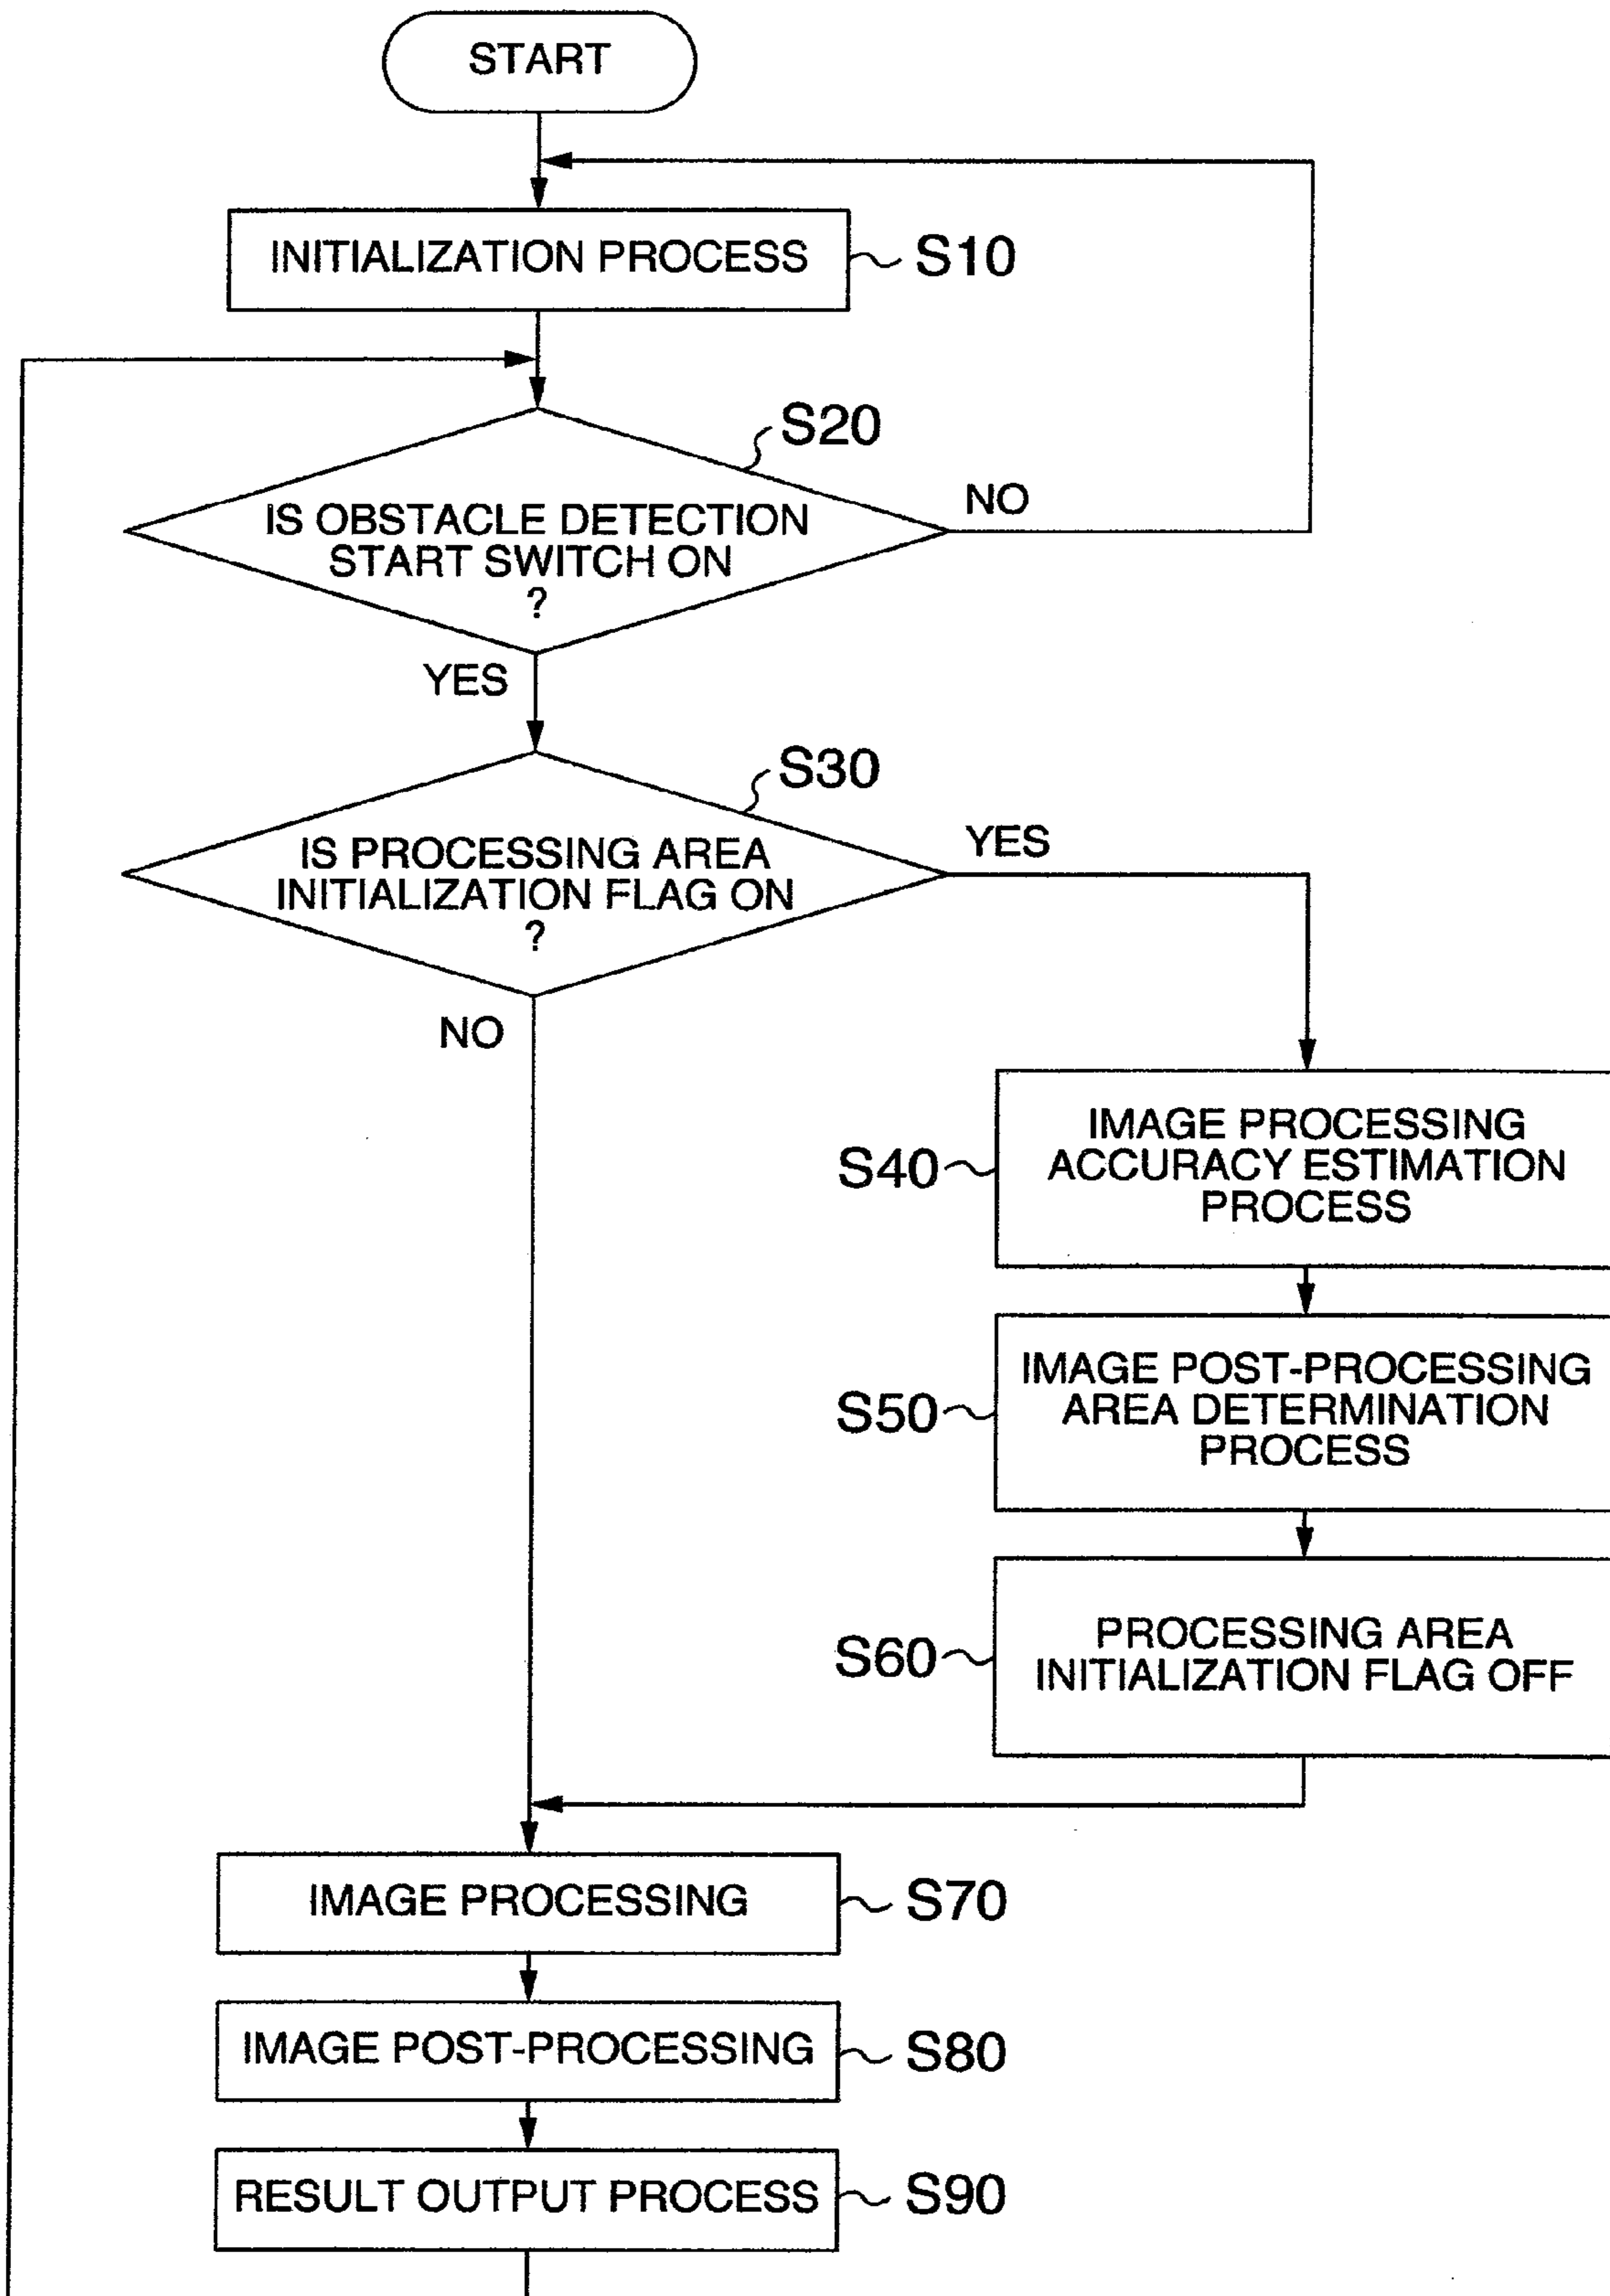 START
INITIALIZATION PROCESS
S10
S20
IS OBSTACLE DETECTION
START SWITCH ON
?
NO
YES
S30
IS PROCESSING AREA
INITIALIZATION FLAG ON
?
YES
NO
S40
IMAGE PROCESSING
ACCURACY ESTIMATION
PROCESS
S50
IMAGE POST-PROCESSING
AREA DETERMINATION
PROCESS
S60
PROCESSING AREA
INITIALIZATION FLAG OFF
IMAGE PROCESSING
S70
IMAGE POST-PROCESSING
S80
RESULT OUTPUT PROCESS
S90